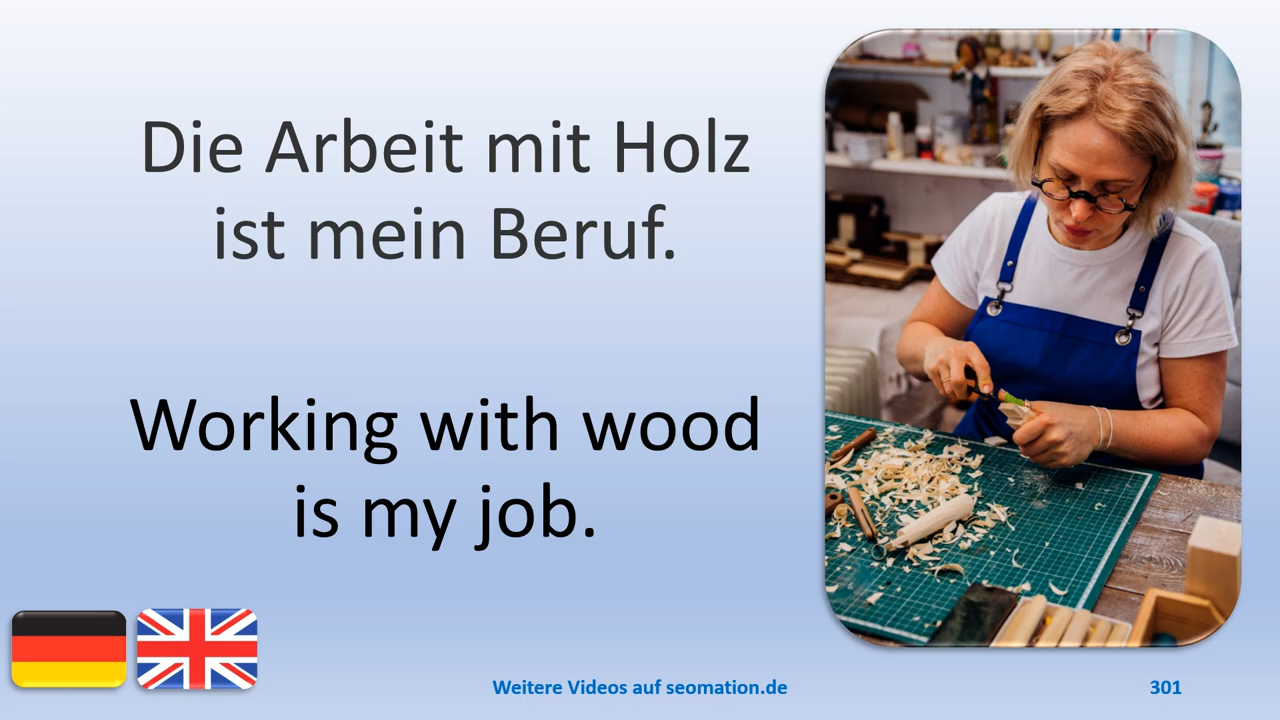 Die Arbeit mit Holz
ist mein Beruf.
Working with wood
is my job.
Weitere Videos auf seomation.de
301